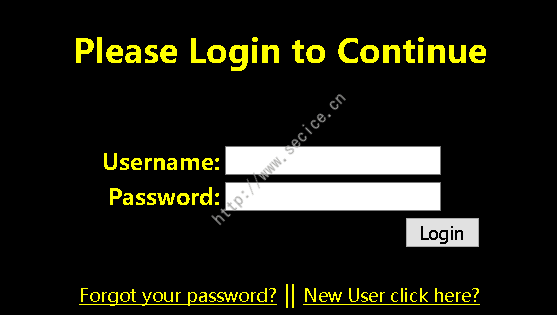 Please Login to Continue
http://www.secice.cn
Username:
Password:
Login
Forgot your password? || New User click here?